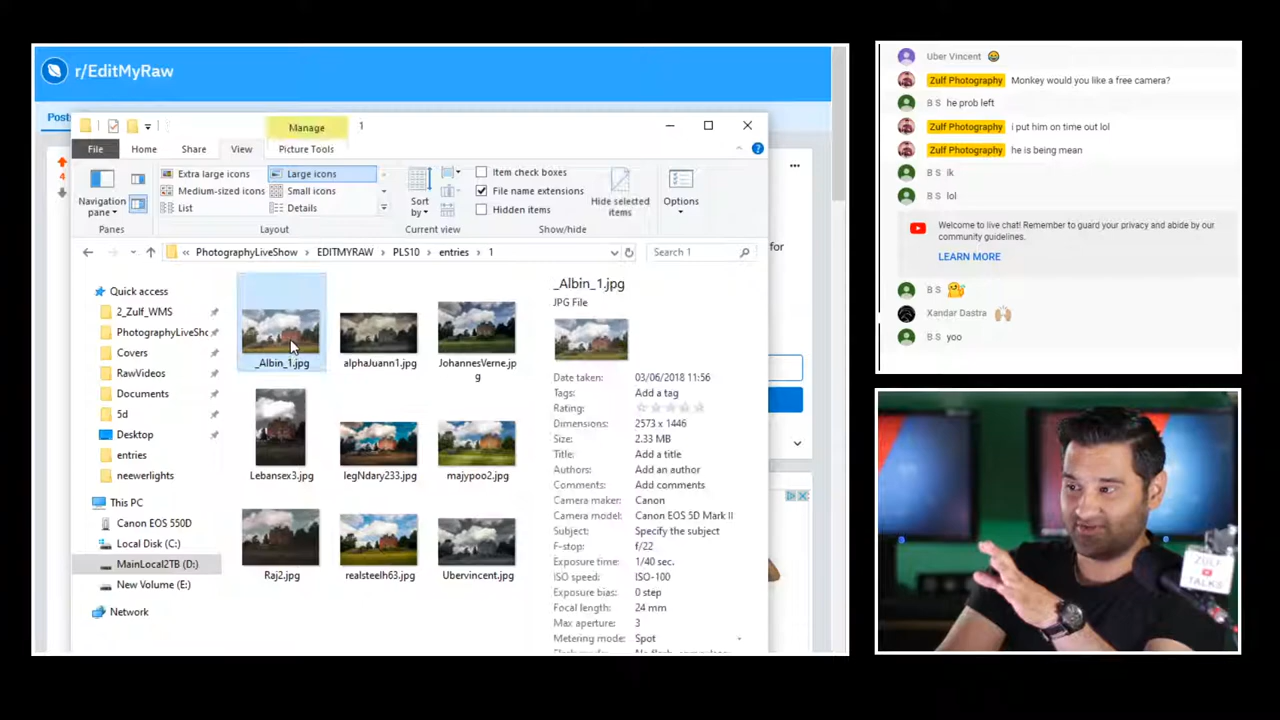 r/EditMyRaw
Post
4
for
Manage
1
File
Home
Share
View
Picture Tools
Navigation
pane
Extra large icons
Large icons
Medium-sized icons
Small icons
List
Details
Sort
by
Item check boxes
File name extensions
Hidden items
Hide selected
items
Options
Panes
Layout
Current view
Show/hide
« PhotographyLiveShow > EDITMYRAW > PLS10 > entries > 1
Search 1
Quick access
2_Zulf_WMS
PhotographyLiveShc
Covers
RawVideos
Documents
5d
Desktop
entries
neewerlights
This PC
Canon EOS 550D
Local Disk (C:)
MainLocal2TB (D:)
New Volume (E:)
Network
_Albin_1.jpg
alphaJuann1.jpg
JohannesVerne.jp
g
Lebansex3.jpg
legNdary233.jpg
majypoo2.jpg
Raj2.jpg
realsteelh63.jpg
Ubervincent.jpg
_Albin_1.jpg
JPG File
Date taken: 03/06/2018 11:56
Tags: Add a tag
Rating:
Dimensions: 2573 x 1446
Size: 2.33 MB
Title: Add a title
Authors: Add an author
Comments: Add comments
Camera maker: Canon
Camera model: Canon EOS 5D Mark II
Subject: Specify the subject
F-stop: f/22
Exposure time: 1/40 sec.
ISO speed: ISO-100
Exposure bias: 0 step
Focal length: 24 mm
Max aperture: 3
Metering mode: Spot
Uber Vincent 😂
Zulf Photography Monkey would you like a free camera?
B S he prob left
Zulf Photography i put him on time out lol
Zulf Photography he is being mean
B S ik
B S lol
Welcome to live chat! Remember to guard your privacy and abide by our
community guidelines.
LEARN MORE
B S 🤗
Xandar Dastra 🙌🏼
B S yoo
ZULF
TALKS